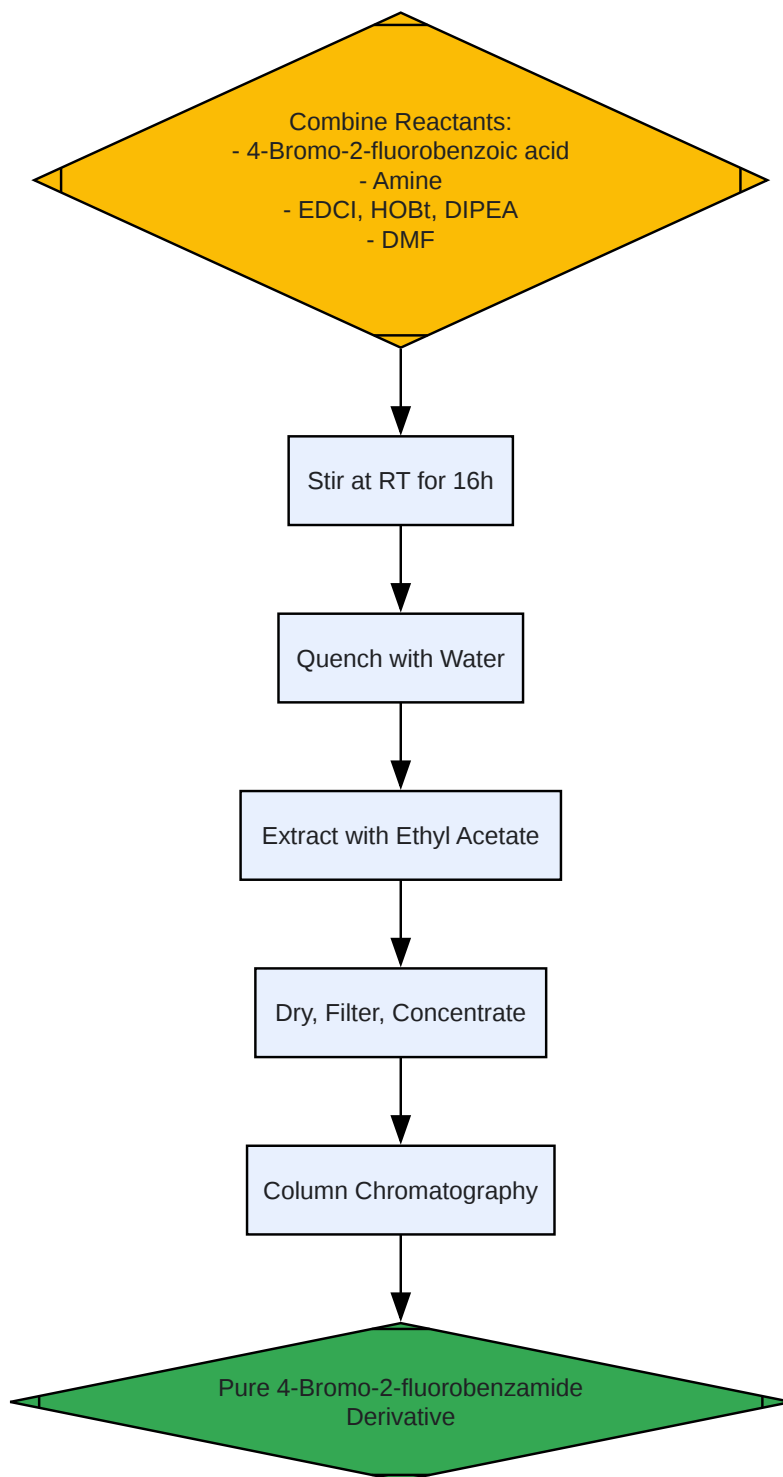 Combine Reactants:
- 4-Bromo-2-fluorobenzoic acid
- Amine
- EDCI, HOBt, DIPEA
- DMF
Stir at RT for 16h
Quench with Water
Extract with Ethyl Acetate
Dry, Filter, Concentrate
Column Chromatography
Pure 4-Bromo-2-fluorobenzamide
Derivative